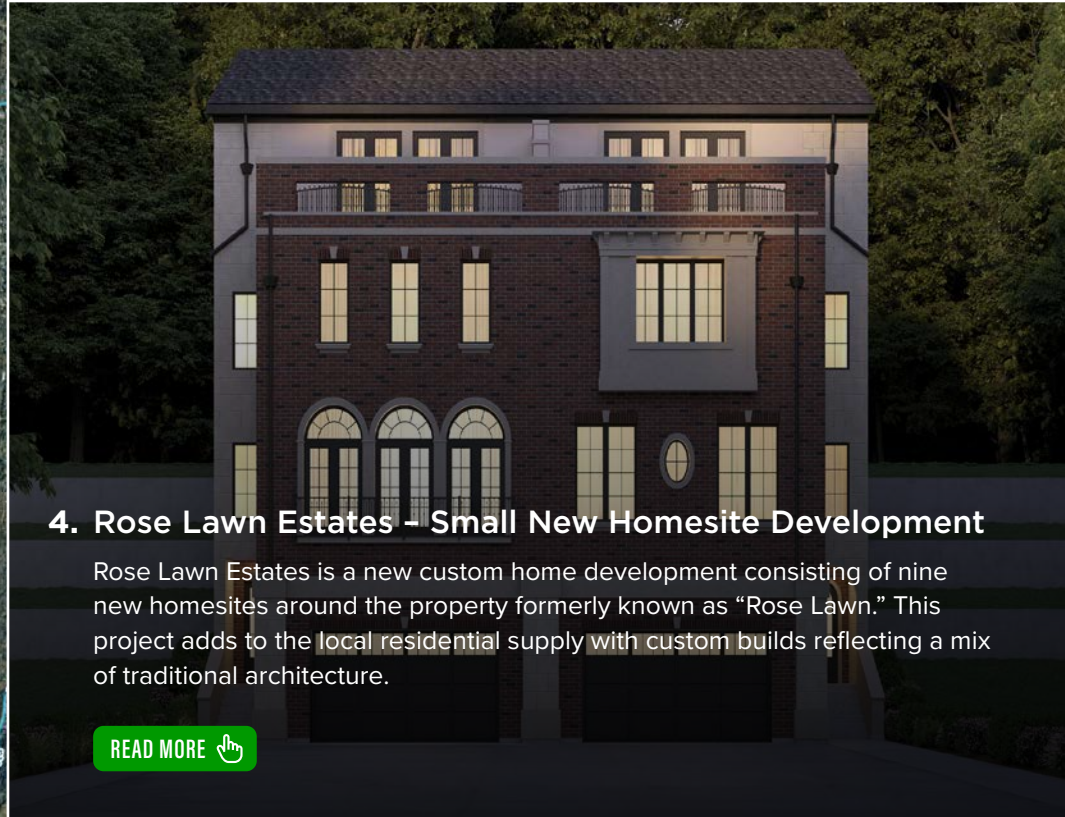 4. Rose Lawn Estates – Small New Homesite Development
Rose Lawn Estates is a new custom home development consisting of nine
new homesites around the property formerly known as “Rose Lawn.” This
project adds to the local residential supply with custom builds reflecting a mix
of traditional architecture.
READ MORE